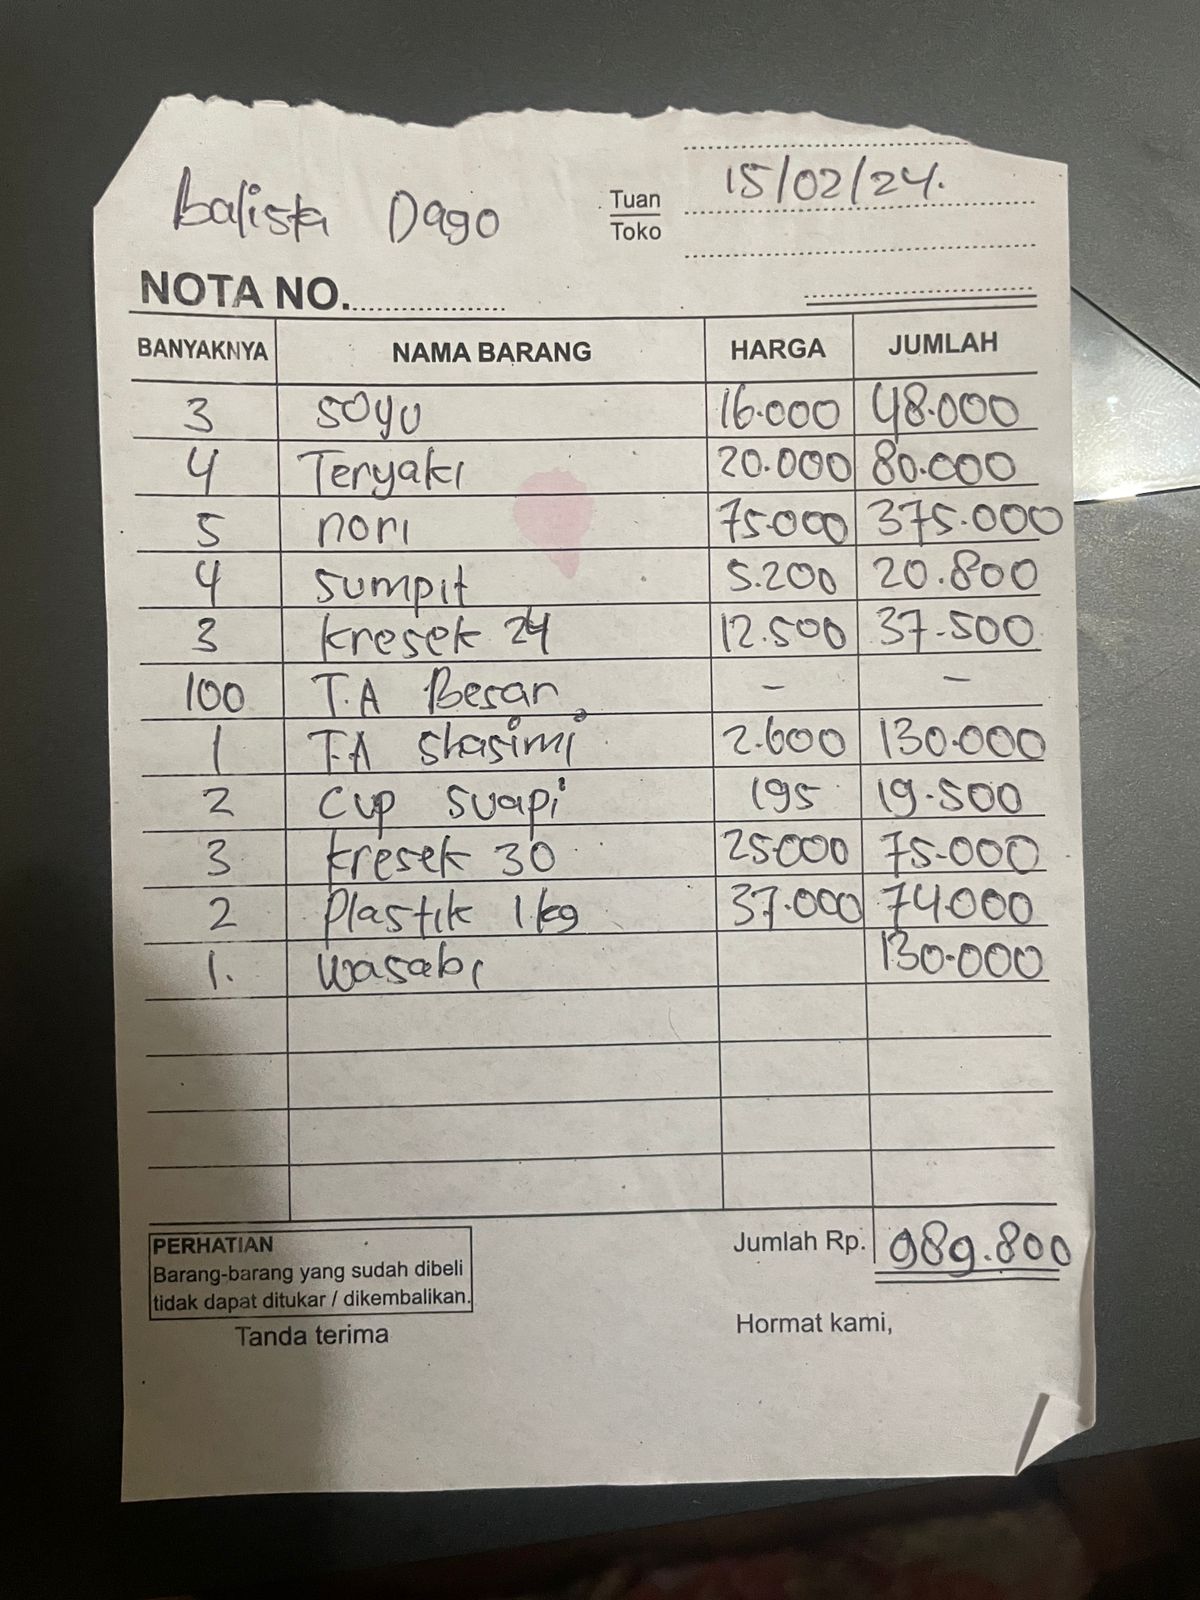 Balista Dago
Tuan
Toko
15/02/24.
NOTA NO.
BANYAKNYA NAMA BARANG HARGA JUMLAH
3 soyu 16.000 48.000
4 Teryaki 20.000 80.000
5 nori 75.000 375.000
4 sumpit 5.200 20.800
3 kresek 24 12.500 37.500
100 T.A Besar - -
1 T.A shasimi 2.600 130.000
2 Cup suapi 195 19.500
3 kresek 30 25000 75.000
2 Plastik 1 kg 37.000 74.000
1. wasabi 130.000
Jumlah Rp. 989.800
PERHATIAN
Barang-barang yang sudah dibeli
tidak dapat ditukar / dikembalikan.
Tanda terima
Hormat kami,